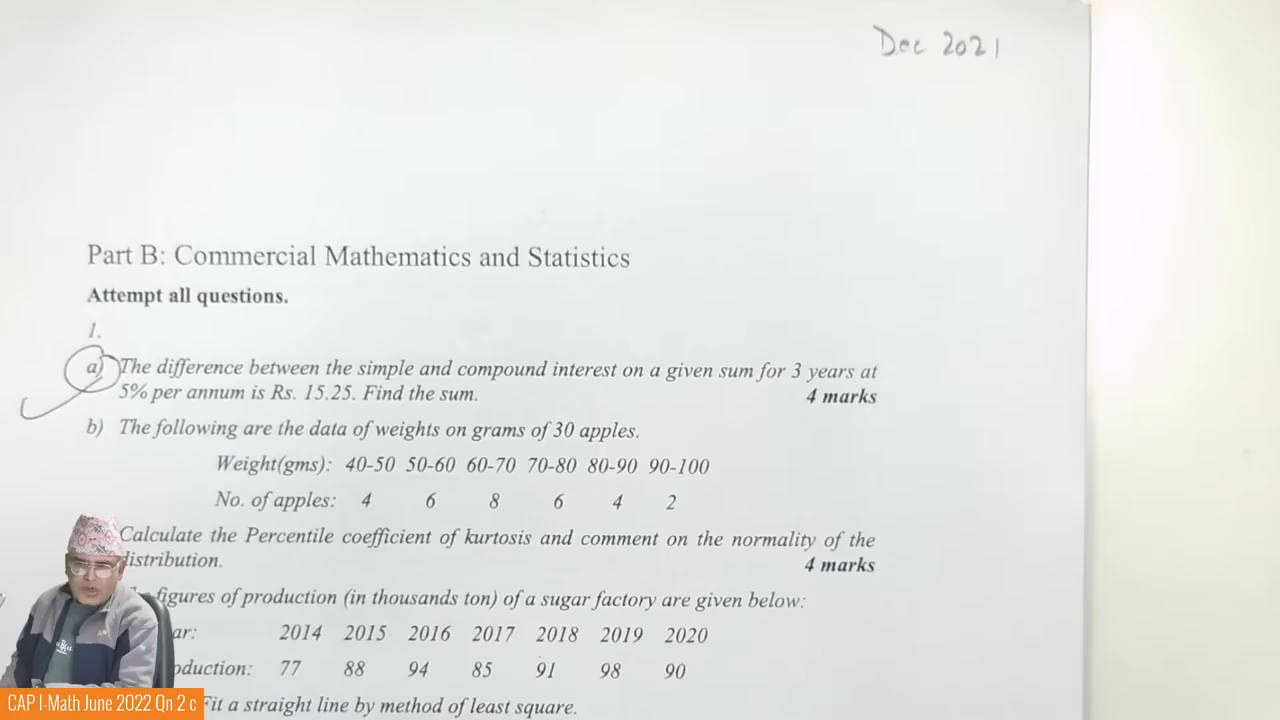 Dec 2021
Part B: Commercial Mathematics and Statistics
Attempt all questions.
1.
a) The difference between the simple and compound interest on a given sum for 3 years at
5% per annum is Rs. 15.25. Find the sum. 4 marks
b) The following are the data of weights on grams of 30 apples.
Weight(gms): 40-50 50-60 60-70 70-80 80-90 90-100
No. of apples: 4 6 8 6 4 2
Calculate the Percentile coefficient of kurtosis and comment on the normality of the
distribution. 4 marks
figures of production (in thousands ton) of a sugar factory are given below:
ar: 2014 2015 2016 2017 2018 2019 2020
oduction: 77 88 94 85 91 98 90
Fit a straight line by method of least square.
CAP I-Math June 2022 Qn 2 c